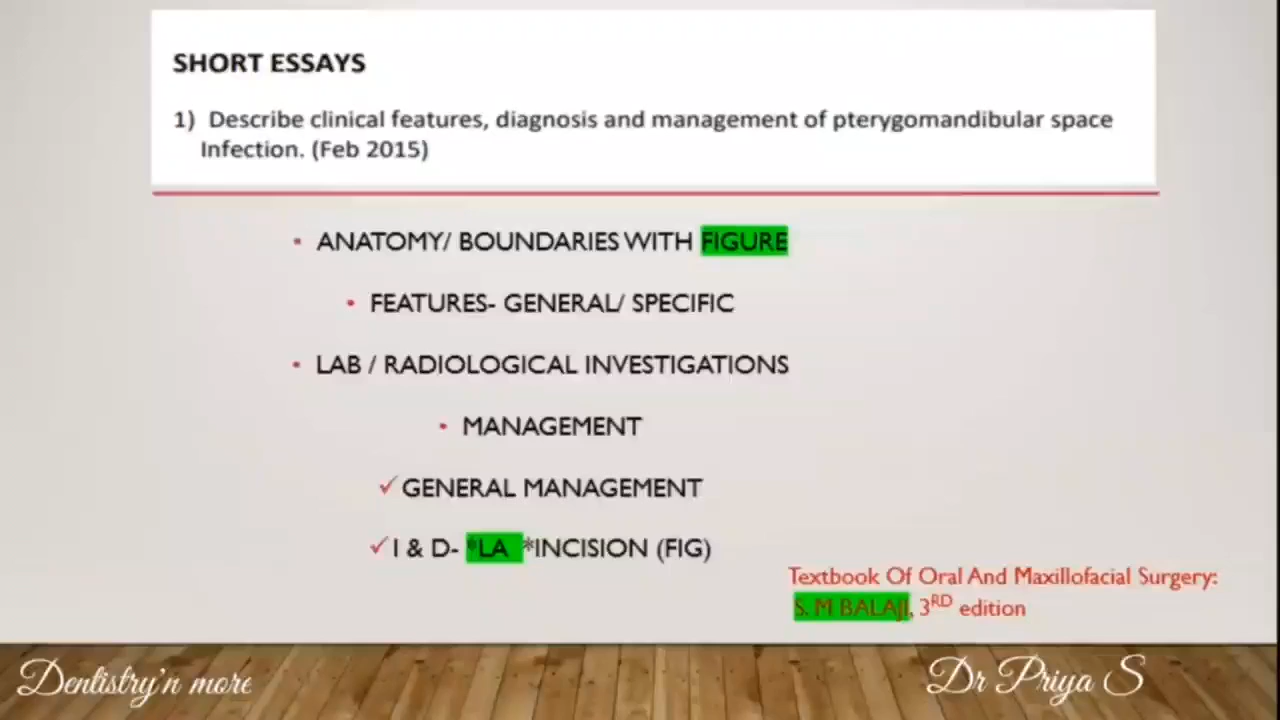 SHORT ESSAYS
1) Describe clinical features, diagnosis and management of pterygomandibular space
Infection. (Feb 2015)
• ANATOMY/ BOUNDARIES WITH FIGURE
• FEATURES- GENERAL/ SPECIFIC
• LAB / RADIOLOGICAL INVESTIGATIONS
• MANAGEMENT
✓GENERAL MANAGEMENT
✓I & D- *LA *INCISION (FIG)
Textbook Of Oral And Maxillofacial Surgery:
S. M BALAJI, 3RD edition
Dentistry'n more
Dr Priya S